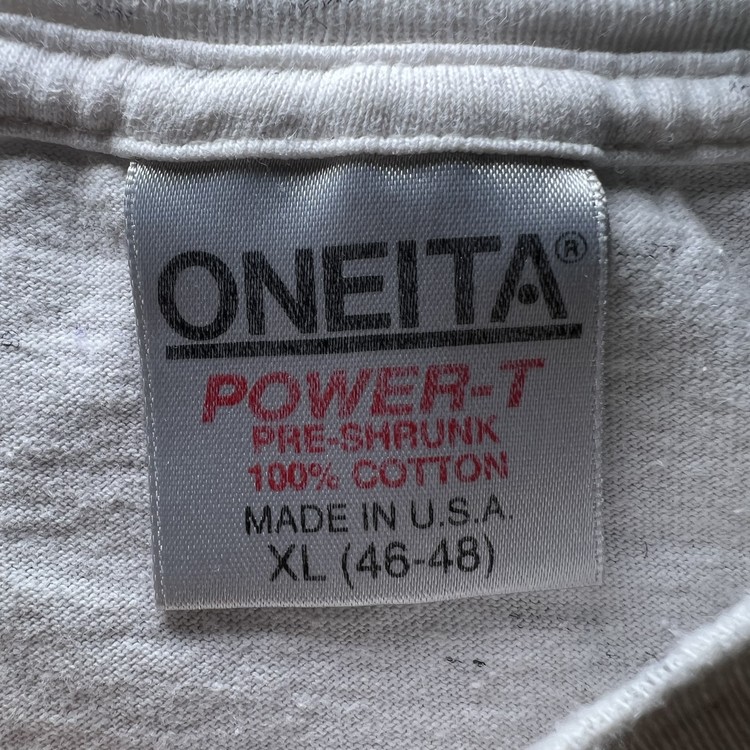 ONEITA®
POWER-T
PRE-SHRUNK
100% COTTON
MADE IN U.S.A.
XL (46-48)